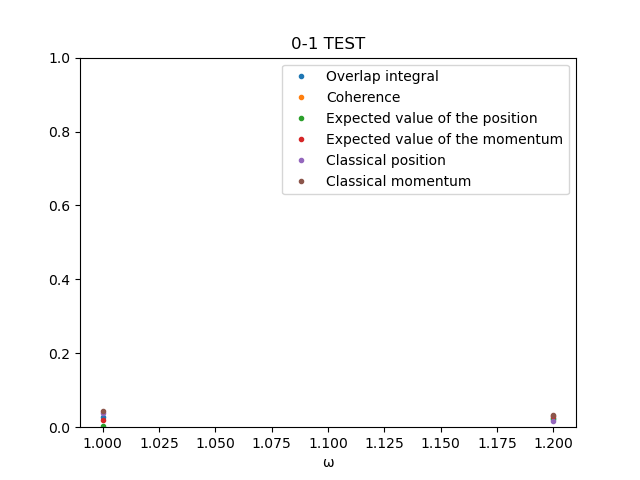 0-1 TEST
1.0
0.8
0.6
0.4
0.2
0.0
Overlap integral
Coherence
Expected value of the position
Expected value of the momentum
Classical position
Classical momentum
1.000 1.025 1.050 1.075 1.100 1.125 1.150 1.175 1.200
ω